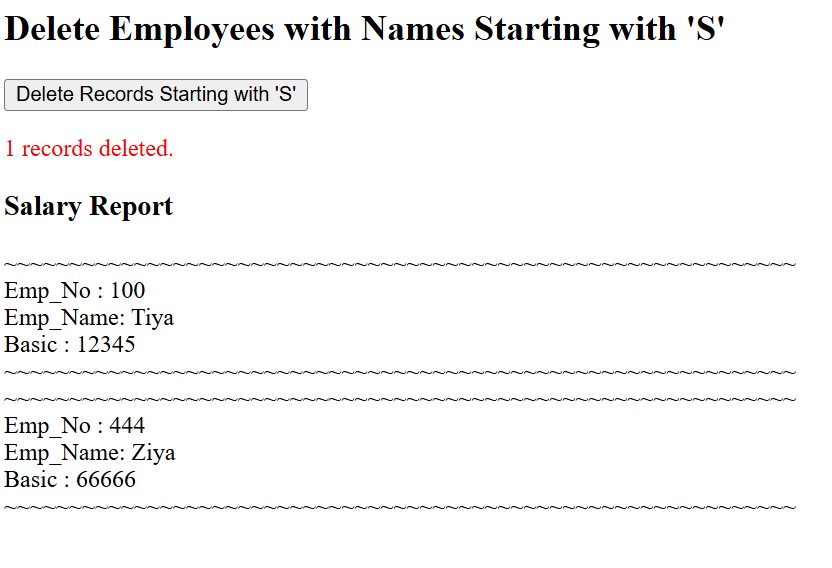 Delete Employees with Names Starting with 'S'
Delete Records Starting with 'S'
1 records deleted.
Salary Report
~~~~~~~~~~~~~~~~~~~~~~~~~~~~~~~~~~~~~~~~~~~~~~~~~~~~~~~~~~~~~
Emp_No : 100
Emp_Name: Tiya
Basic : 12345
~~~~~~~~~~~~~~~~~~~~~~~~~~~~~~~~~~~~~~~~~~~~~~~~~~~~~~~~~~~~~
~~~~~~~~~~~~~~~~~~~~~~~~~~~~~~~~~~~~~~~~~~~~~~~~~~~~~~~~~~~~~
Emp_No : 444
Emp_Name: Ziya
Basic : 66666
~~~~~~~~~~~~~~~~~~~~~~~~~~~~~~~~~~~~~~~~~~~~~~~~~~~~~~~~~~~~~